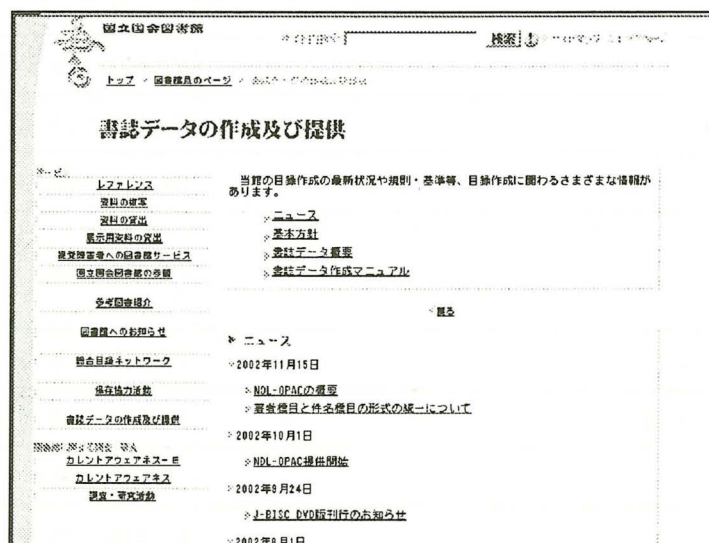 国立国会図書館
検索
トップ > 図書館員のページ >
書誌データの作成及び提供
レファレンス
資料の複写
資料の貸出
展示用資料の貸出
視覚障害者への図書館サービス
国立国会図書館の参観
参考図書紹介
図書館へのお知らせ
総合目録ネットワーク
保存協力活動
書誌データの作成及び提供
カレントアウェアネス-E
カレントアウェアネス
調査・研究活動
当館の目録作成の最新状況や規則・基準等、目録作成に関わるさまざまな情報が
あります。
ニュース
基本方針
書誌データ概要
書誌データ作成マニュアル
戻る
ニュース
2002年11月15日
NDL-OPACの概要
著者標目と件名標目の形式の統一について
2002年10月1日
NDL-OPAC提供開始
2002年9月24日
J-BISC DVD版刊行のお知らせ
2002年8月1日